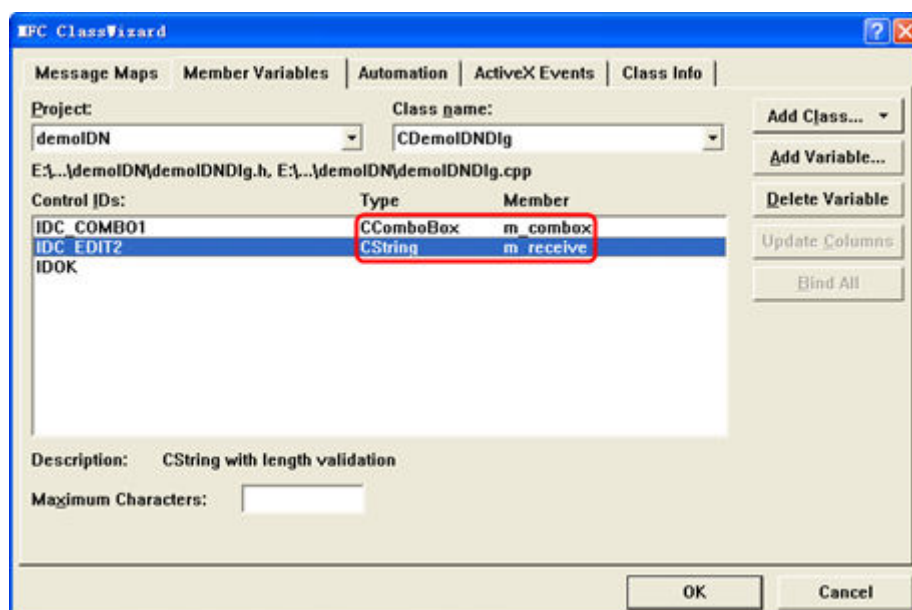 MFC ClassWizard
Message Maps Member Variables Automation ActiveX Events Class Info
Project: Class name:
demoIDN CDemoIDNDlg
E:\...\demoIDN\demoIDNDlg.h, E:\...\demoIDN\demoIDNDlg.cpp
Control IDs: Type Member
IDC_COMBO1 CComboBox m_combox
IDC_EDIT2 CString m_receive
IDOK
Add Class...
Add Variable...
Delete Variable
Update Columns
Bind All
Description: CString with length validation
Maximum Characters:
OK Cancel